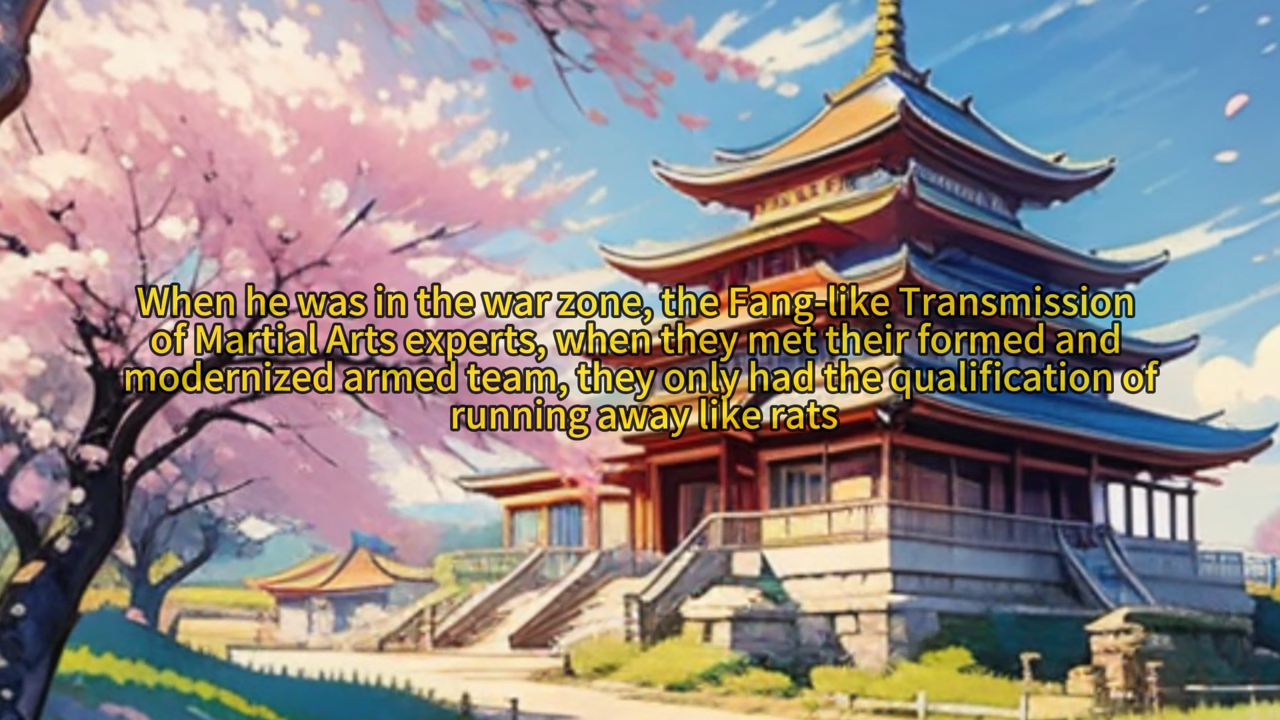 When he was in the war zone, the Fang-like Transmission
of Martial Arts experts, when they met their formed and
modernized armed team, they only had the qualification of
running away like rats